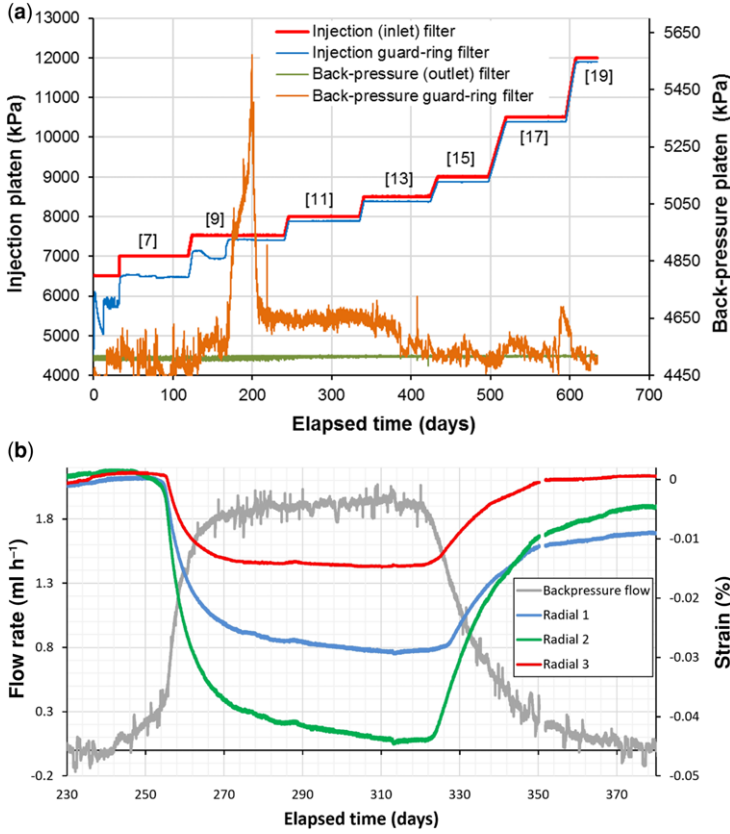 (a)
13000
12000
11000
10000
9000
8000
7000
6000
5000
4000
Injection platen (kPa)
Injection (inlet) filter
Injection guard-ring filter
Back-pressure (outlet) filter
Back-pressure guard-ring filter
[7]
[9]
[11]
[13]
[15]
[17]
[19]
5650
5450
5250
5050
4850
4650
4450
Back-pressure platen (kPa)
0 100 200 300 400 500 600 700
Elapsed time (days)
(b)
1.8
1.3
0.8
0.3
-0.2
Flow rate (ml h⁻¹)
Backpressure flow
Radial 1
Radial 2
Radial 3
0
-0.01
-0.02
-0.03
-0.04
-0.05
Strain (%)
230 250 270 290 310 330 350 370
Elapsed time (days)